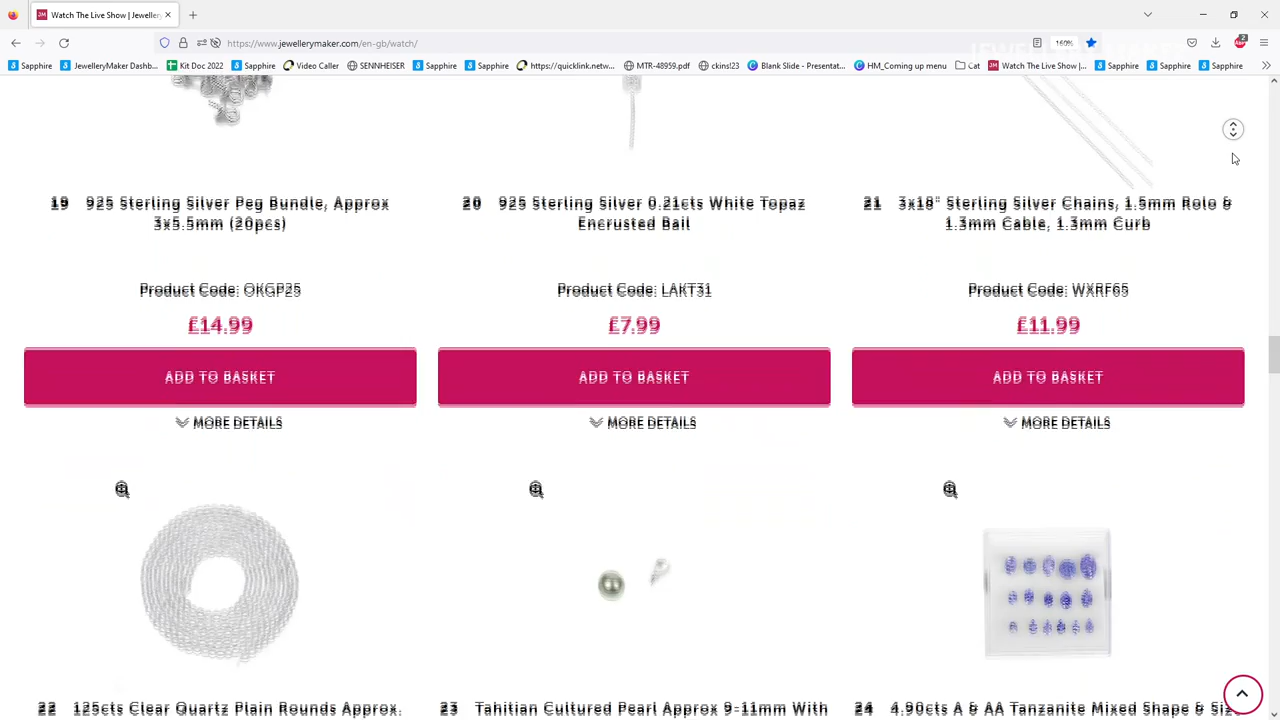 Watch The Live Show | Jeweller
https://www.jewellerymaker.com gb/watch/
160%
2
Sapphire JewelleryMaker Dashb... Kit Doc 2022 Sapphire Video Caller SENNHEISER Sapphire Sapphire https://quicklink.netw... MTR-48959.pdf ckins13 Blank Slide - Presentat... HM_Coming up menu Cat Watch The Live Show |... Sapphire Sapphire Sapphire
19 925 Sterling Silver Peg Bundle, Approx
3x5.5mm (20pcs)
Product Code: OKGP25
£14.99
ADD TO BASKET
MORE DETAILS
20 925 Sterling Silver 0.21cts White Topaz
Encrusted Bail
Product Code: LAKT31
£7.99
ADD TO BASKET
MORE DETAILS
21 3x18" Sterling Silver Chains, 1.5mm Rolo &
1.3mm Cable, 1.3mm Curb
Product Code: WXRF65
£11.99
ADD TO BASKET
MORE DETAILS
22 125cts Clear Quartz Plain Rounds Approx.
23 Tahitian Cultured Pearl Approx 9-11mm With
24 4.90cts A & AA Tanzanite Mixed Shape & Size